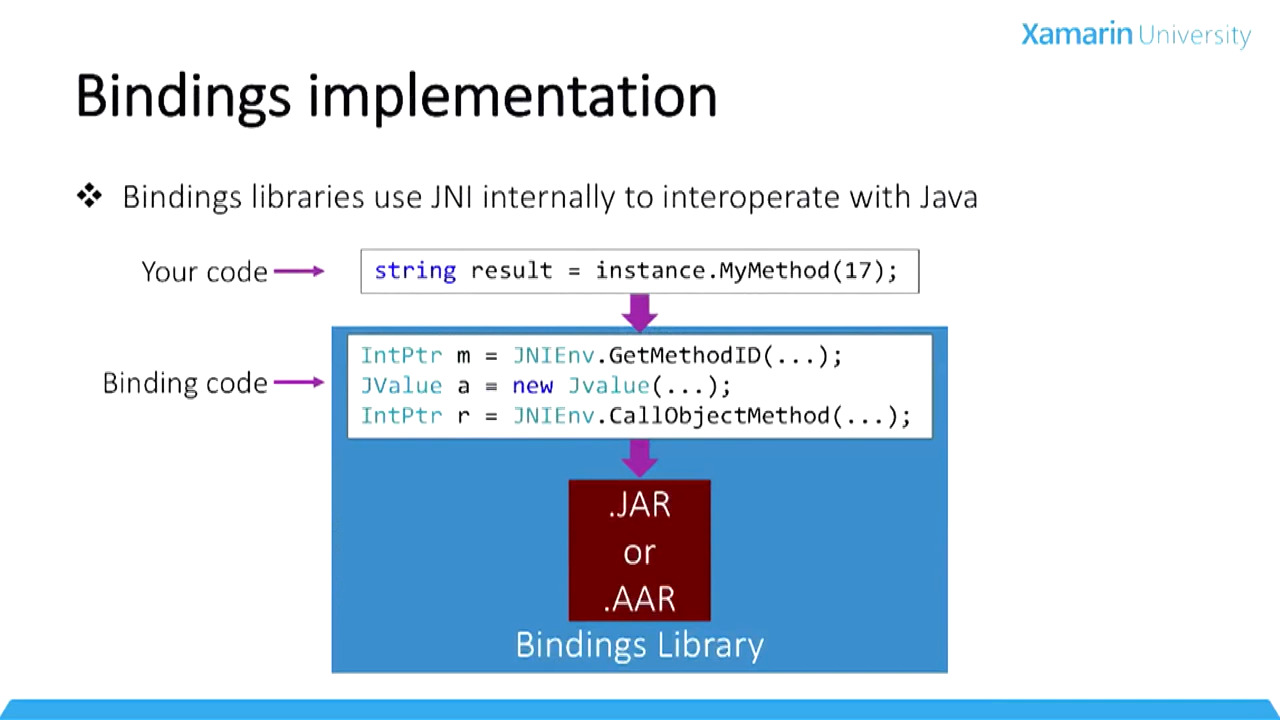 Xamarin University
Bindings implementation
❖ Bindings libraries use JNI internally to interoperate with Java
Your code
string result = instance.MyMethod(17);
Binding code
IntPtr m = JNIEnv.GetMethodID(...);
JValue a = new Jvalue(...);
IntPtr r = JNIEnv.CallObjectMethod(...);
.JAR
or
.AAR
Bindings Library